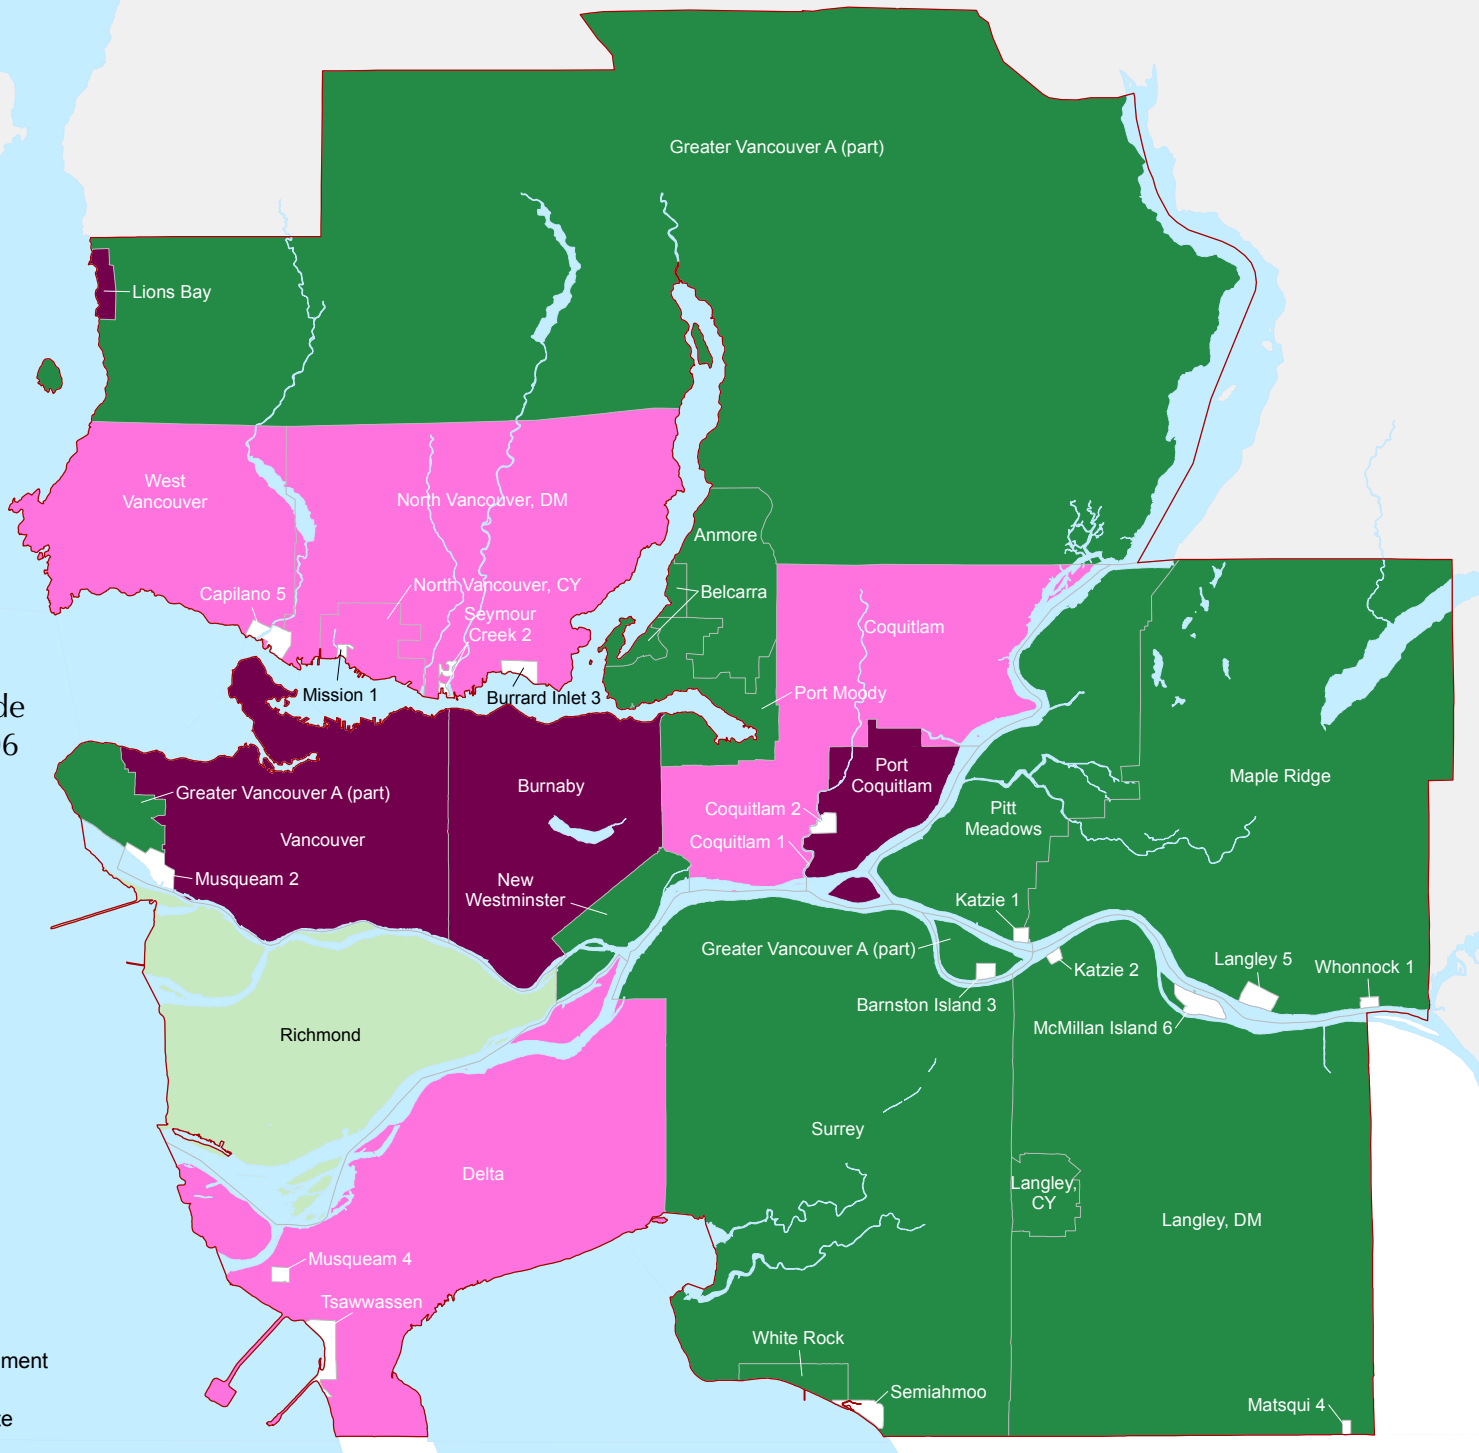 Greater Vancouver A (part)
Lions Bay
West
Vancouver
North Vancouver, DM
Anmore
Capilano 5
North Vancouver, CY
Belcarra
Seymour
Creek 2
Coquitlam
Mission 1
Burrard Inlet 3
Port Moody
de
06
Greater Vancouver A (part)
Burnaby
Port
Coquitlam
Maple Ridge
Vancouver
Coquitlam 2
Pitt
Meadows
Coquitlam 1
Musqueam 2
New
Westminster
Katzie 1
Greater Vancouver A (part)
Katzie 2
Langley 5
Whonnock 1
Barnston Island 3
McMillan Island 6
Richmond
Surrey
Delta
Langley,
CY
Langley, DM
Musqueam 4
Tsawwassen
White Rock
ment
Semiahmoo
Matsqui 4
te